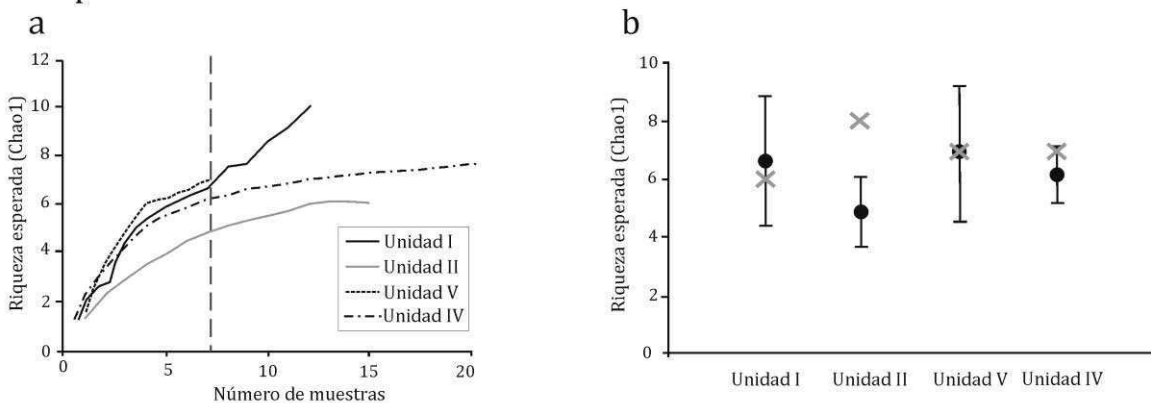 a
12
10
8
6
4
2
0
Riqueza esperada (Chao1)
0
5
10
15
20
Número de muestras
Unidad I
Unidad II
Unidad V
Unidad IV
b
10
8
6
4
2
0
Riqueza esperada (Chao1)
Unidad I
Unidad II
Unidad V
Unidad IV